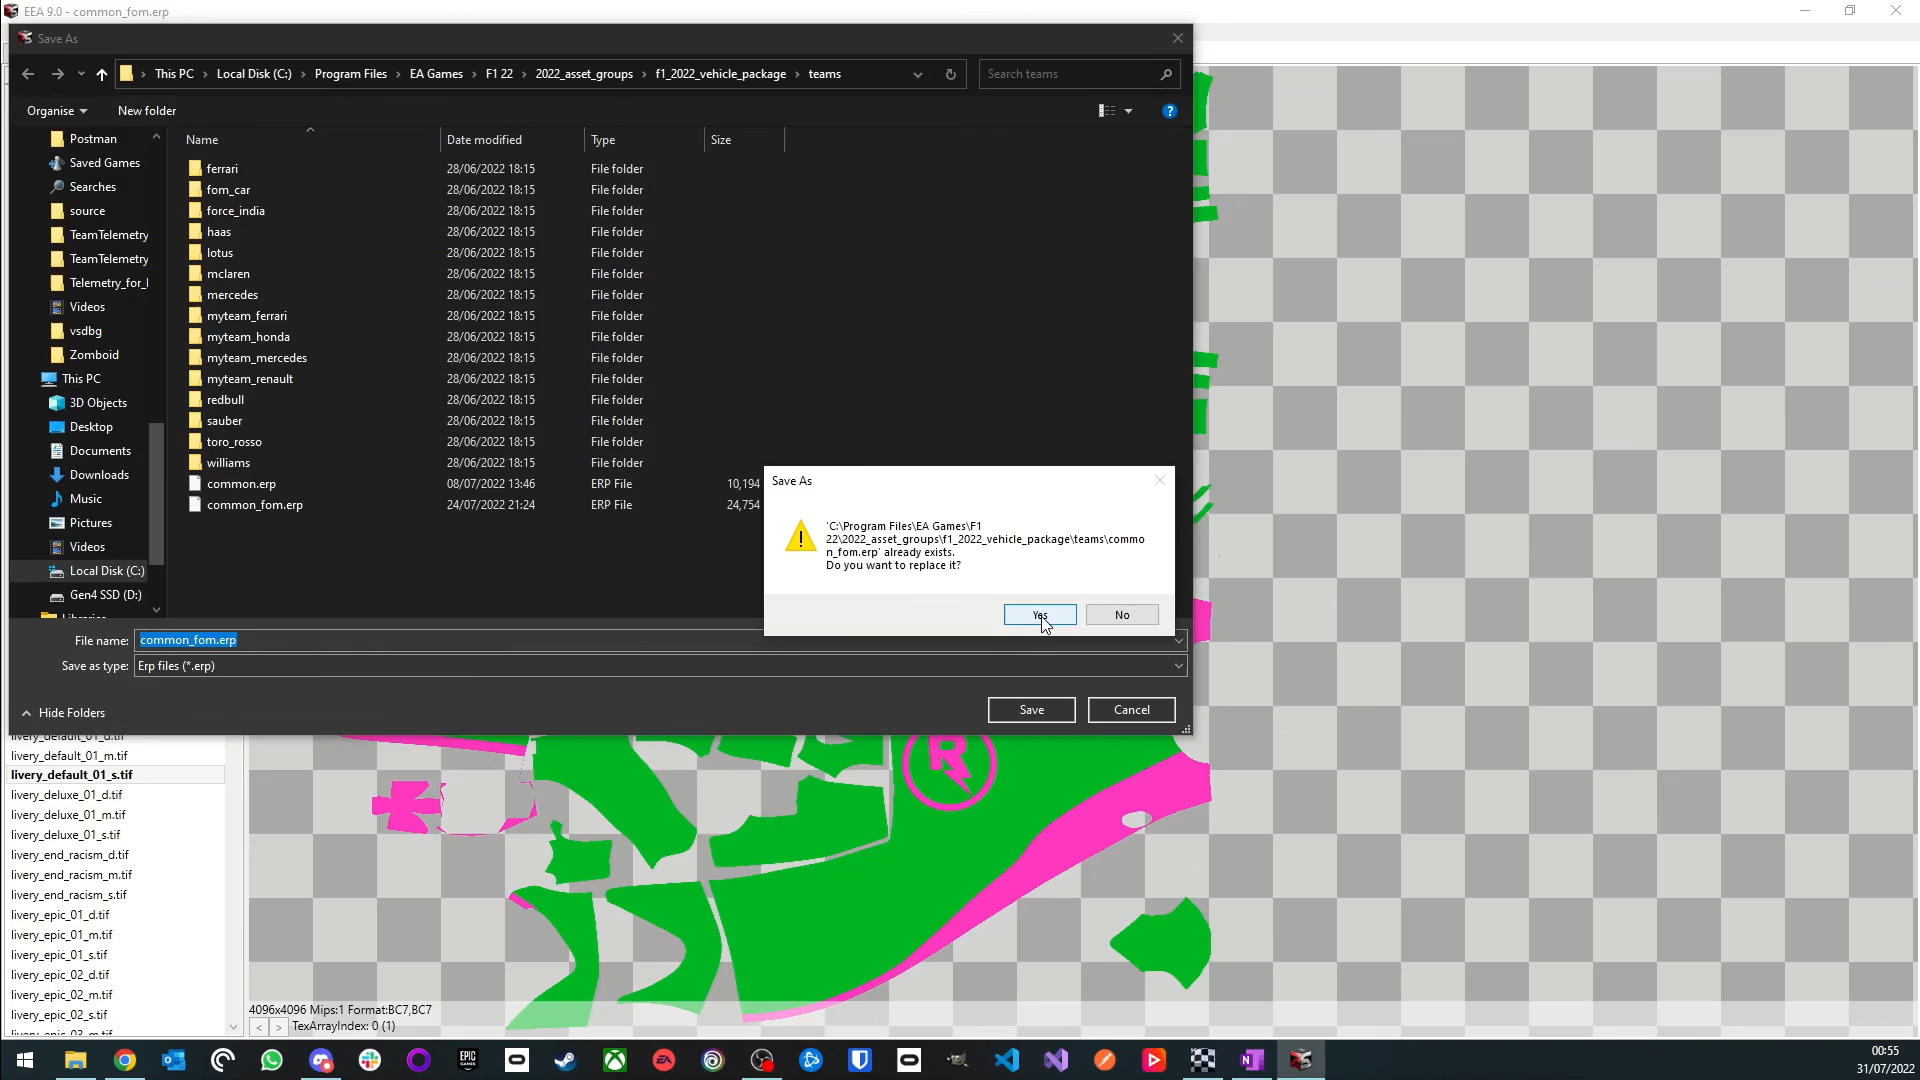 EEA 9.0 - common_fom.erp
Save As
This PC > Local Disk (C:) > Program Files > EA Games > F1 22 > 2022_asset_groups > f1_2022_vehicle_package > teams
Search teams
Organise
New folder
Name
Date modified
Type
Size
Postman
Saved Games
Searches
source
TeamTelemetry
TeamTelemetry
Telemetry_for_
Videos
vsdbg
Zomboid
This PC
3D Objects
Desktop
Documents
Downloads
Music
Pictures
Videos
Local Disk (C:)
Gen4 SSD (D:)
ferrari 28/06/2022 18:15 File folder
fom_car 28/06/2022 18:15 File folder
force_india 28/06/2022 18:15 File folder
haas 28/06/2022 18:15 File folder
lotus 28/06/2022 18:15 File folder
mclaren 28/06/2022 18:15 File folder
mercedes 28/06/2022 18:15 File folder
myteam_ferrari 28/06/2022 18:15 File folder
myteam_honda 28/06/2022 18:15 File folder
myteam_mercedes 28/06/2022 18:15 File folder
myteam_renault 28/06/2022 18:15 File folder
redbull 28/06/2022 18:15 File folder
sauber 28/06/2022 18:15 File folder
toro_rosso 28/06/2022 18:15 File folder
williams 28/06/2022 18:15 File folder
common.erp 08/07/2022 13:46 ERP File 10,194
common_fom.erp 24/07/2022 21:24 ERP File 24,754
Save As
'C:\Program Files\EA Games\F1
22\2022_asset_groups\f1_2022_vehicle_package\teams\commo
n_fom.erp' already exists.
Do you want to replace it?
Yes
No
File name: common_fom.erp
Save as type: Erp files (*.erp)
Hide Folders
Save
Cancel
livery_default_01_d.tif
livery_default_01_m.tif
livery_default_01_s.tif
livery_deluxe_01_d.tif
livery_deluxe_01_m.tif
livery_deluxe_01_s.tif
livery_end_racism_d.tif
livery_end_racism_m.tif
livery_end_racism_s.tif
livery_epic_01_d.tif
livery_epic_01_m.tif
livery_epic_01_s.tif
livery_epic_02_d.tif
livery_epic_02_m.tif
livery_epic_02_s.tif
R
4096x4096 Mips:1 Format:BC7,BC7
< > TexArrayIndex: 0 (1)
EPIC
GAMES
EA
00:55
31/07/2022